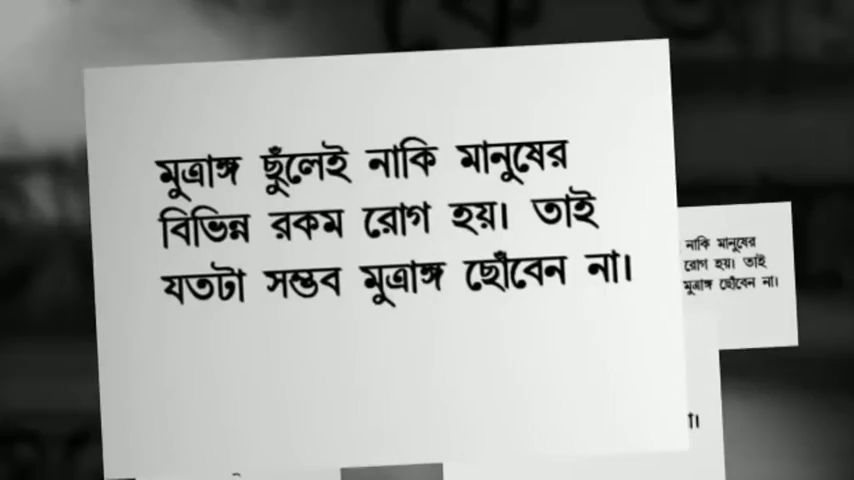 মুত্রাঙ্গ ছুঁলেই নাকি মানুষের
বিভিন্ন রকম রোগ হয়। তাই
যতটা সম্ভব মুত্রাঙ্গ ছোঁবেন না।
নাকি মানুষের
রোগ হয়। তাই
মুত্রাঙ্গ ছোঁবেন না।